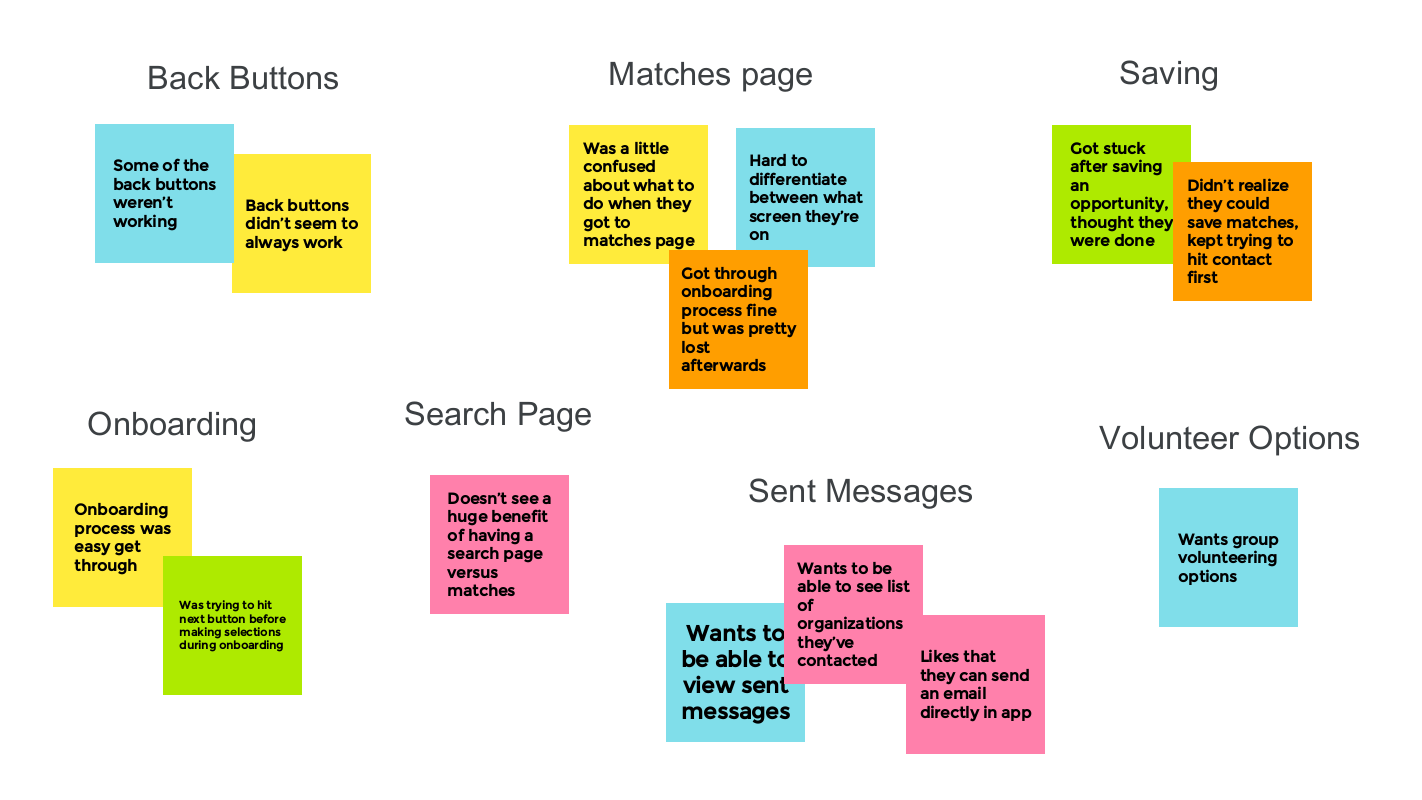 Back Buttons
Some of the
back buttons
weren't
working
Back buttons
didn't seem to
always work
Matches page
Was a little
confused
about what to
do when they
got to
matches page
Hard to
differentiate
between what
screen they're
on
Got through
onboarding
process fine
but was pretty
lost
afterwards
Saving
Got stuck
after saving
an
opportunity,
thought they
were done
Didn't realize
they could
save matches,
kept trying to
hit contact
first
Onboarding
Onboarding
process was
easy get
through
Was trying to hit
next button before
making selections
during onboarding
Search Page
Doesn't see a
huge benefit
of having a
search page
versus
matches
Sent Messages
Wants to
be able to
view sent
messages
Wants to be
able to see list
of
organizations
they've
contacted
Likes that
they can send
an email
directly in app
Volunteer Options
Wants group
volunteering
options